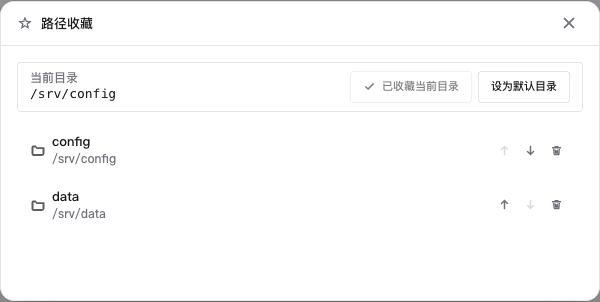 路径收藏
当前目录
/srv/config
已收藏当前目录
设为默认目录
config
/srv/config
data
/srv/data